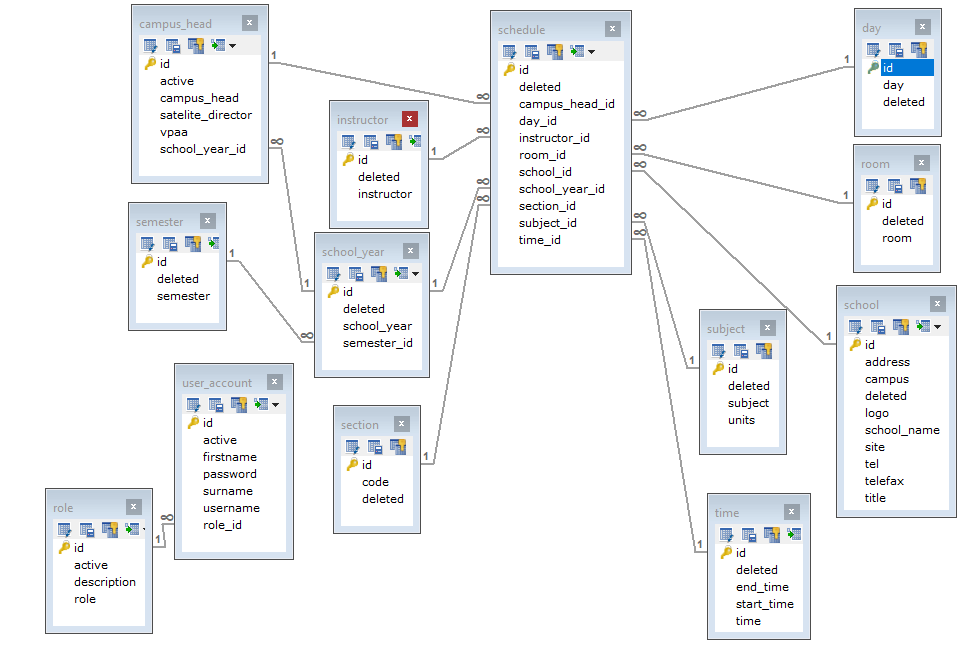 campus_head
id
active
campus_head
satelite_director
vpaa
school_year_id
instructor
id
deleted
instructor
schedule
id
deleted
campus_head_id
day_id
instructor_id
room_id
school_id
school_year_id
section_id
subject_id
time_id
day
id
day
deleted
room
id
deleted
room
semester
id
deleted
semester
school_year
id
deleted
school_year
semester_id
school
id
address
campus
deleted
logo
school_name
site
tel
telefax
title
subject
id
deleted
subject
units
user_account
id
active
firstname
password
surname
username
role_id
section
id
code
deleted
role
id
active
description
role
time
id
deleted
end_time
start_time
time
1
1
1
1
1
1
1
1
1
1
1
1